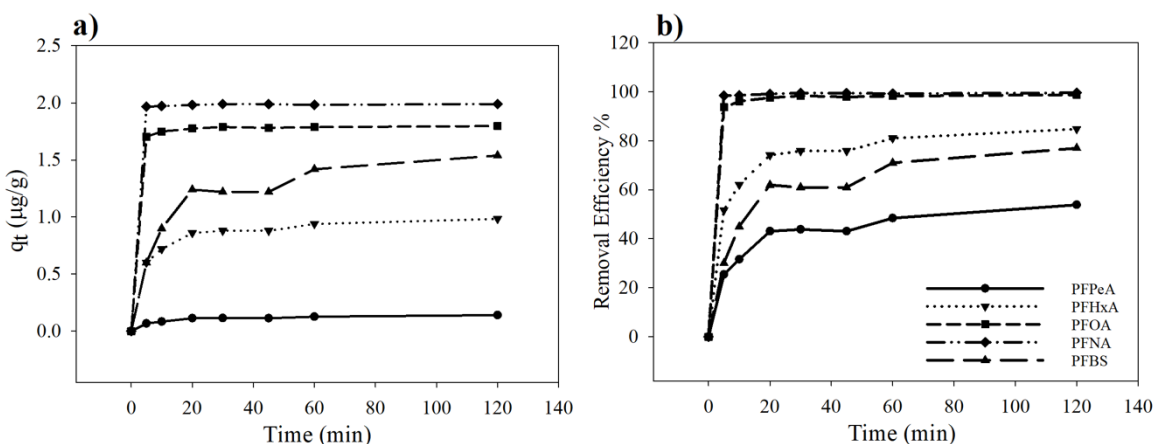 a)
2.5
2.0
1.5
1.0
0.5
0.0
qt (µg/g)
0 20 40 60 80 100 120 140
Time (min)
b)
120
100
80
60
40
20
0
Removal Efficiency %
PFPeA
PFHxA
PFOA
PFNA
PFBS
0 20 40 60 80 100 120 140
Time (min)